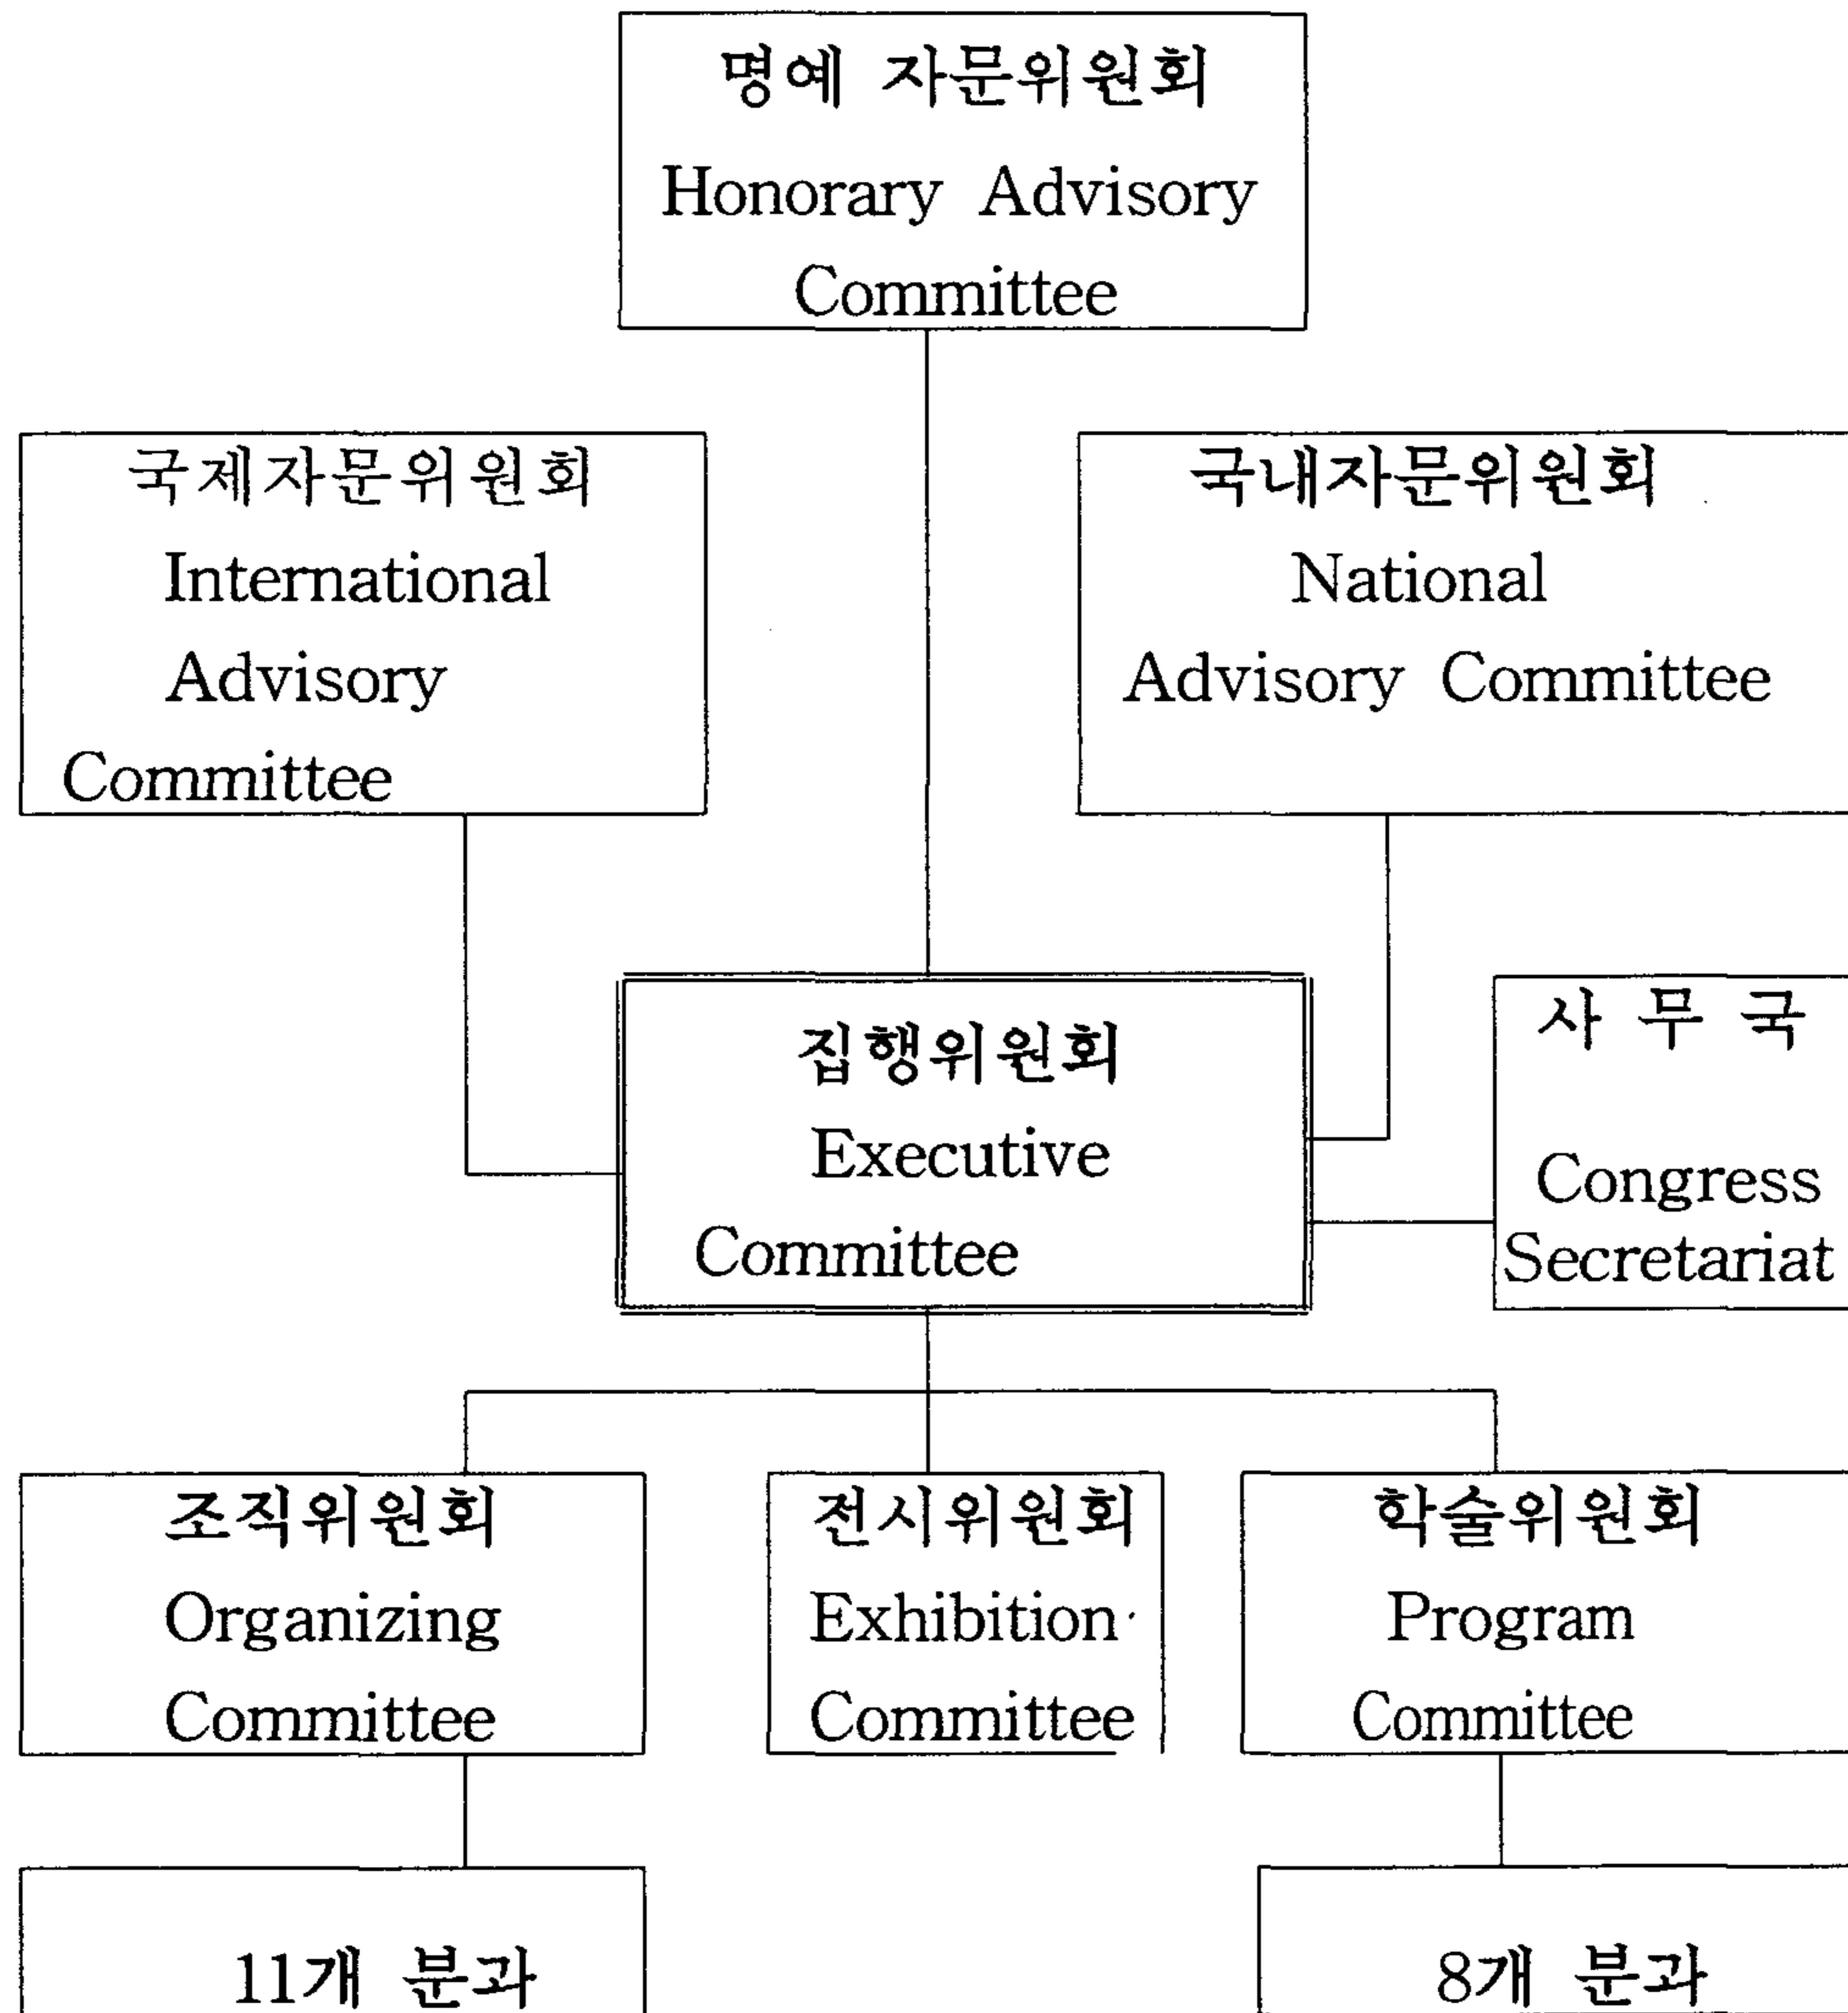 명예 자문위원회
Honorary Advisory
Committee
국제자문위원회
International
Advisory
Committee
국내자문위원회
National
Advisory Committee
집행위원회
Executive
Committee
사 무 국
Congress
Secretariat
조직위원회
Organizing
Committee
전시위원회
Exhibition
Committee
학술위원회
Program
Committee
11개 분과
8개 분과